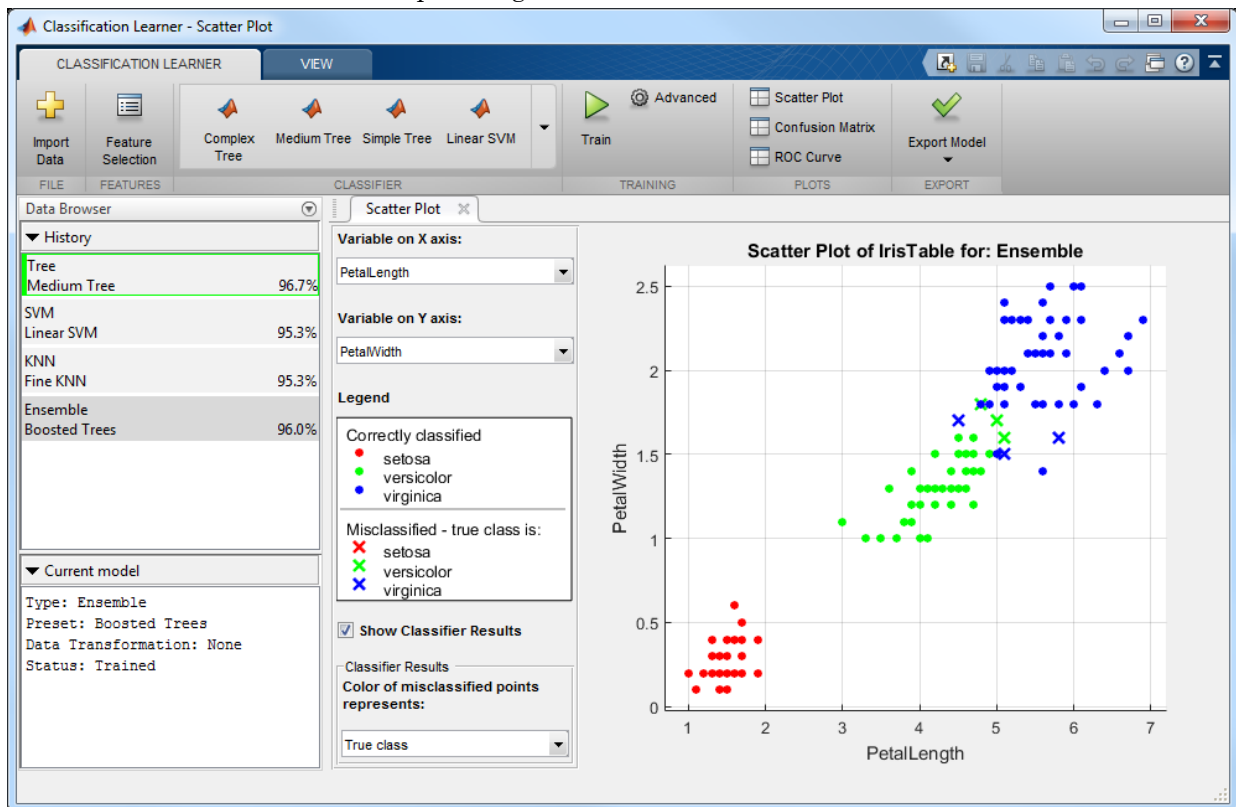 Classification Learner - Scatter Plot
CLASSIFICATION LEARNER
VIEW
Import Data
Feature Selection
Complex Tree
Medium Tree
Simple Tree
Linear SVM
Train
Advanced
Scatter Plot
Confusion Matrix
ROC Curve
Export Model
FILE
FEATURES
CLASSIFIER
TRAINING
PLOTS
EXPORT
Data Browser
History
Tree
Medium Tree 96.7%
SVM
Linear SVM 95.3%
KNN
Fine KNN 95.3%
Ensemble
Boosted Trees 96.0%
Current model
Type: Ensemble
Preset: Boosted Trees
Data Transformation: None
Status: Trained
Scatter Plot
Variable on X axis:
PetalLength
Variable on Y axis:
PetalWidth
Legend
Correctly classified
setosa
versicolor
virginica
Misclassified - true class is:
setosa
versicolor
virginica
Show Classifier Results
Classifier Results
Color of misclassified points
represents:
True class
Scatter Plot of IrisTable for: Ensemble
2.5
2
1.5
1
0.5
0
PetalWidth
1 2 3 4 5 6 7
PetalLength